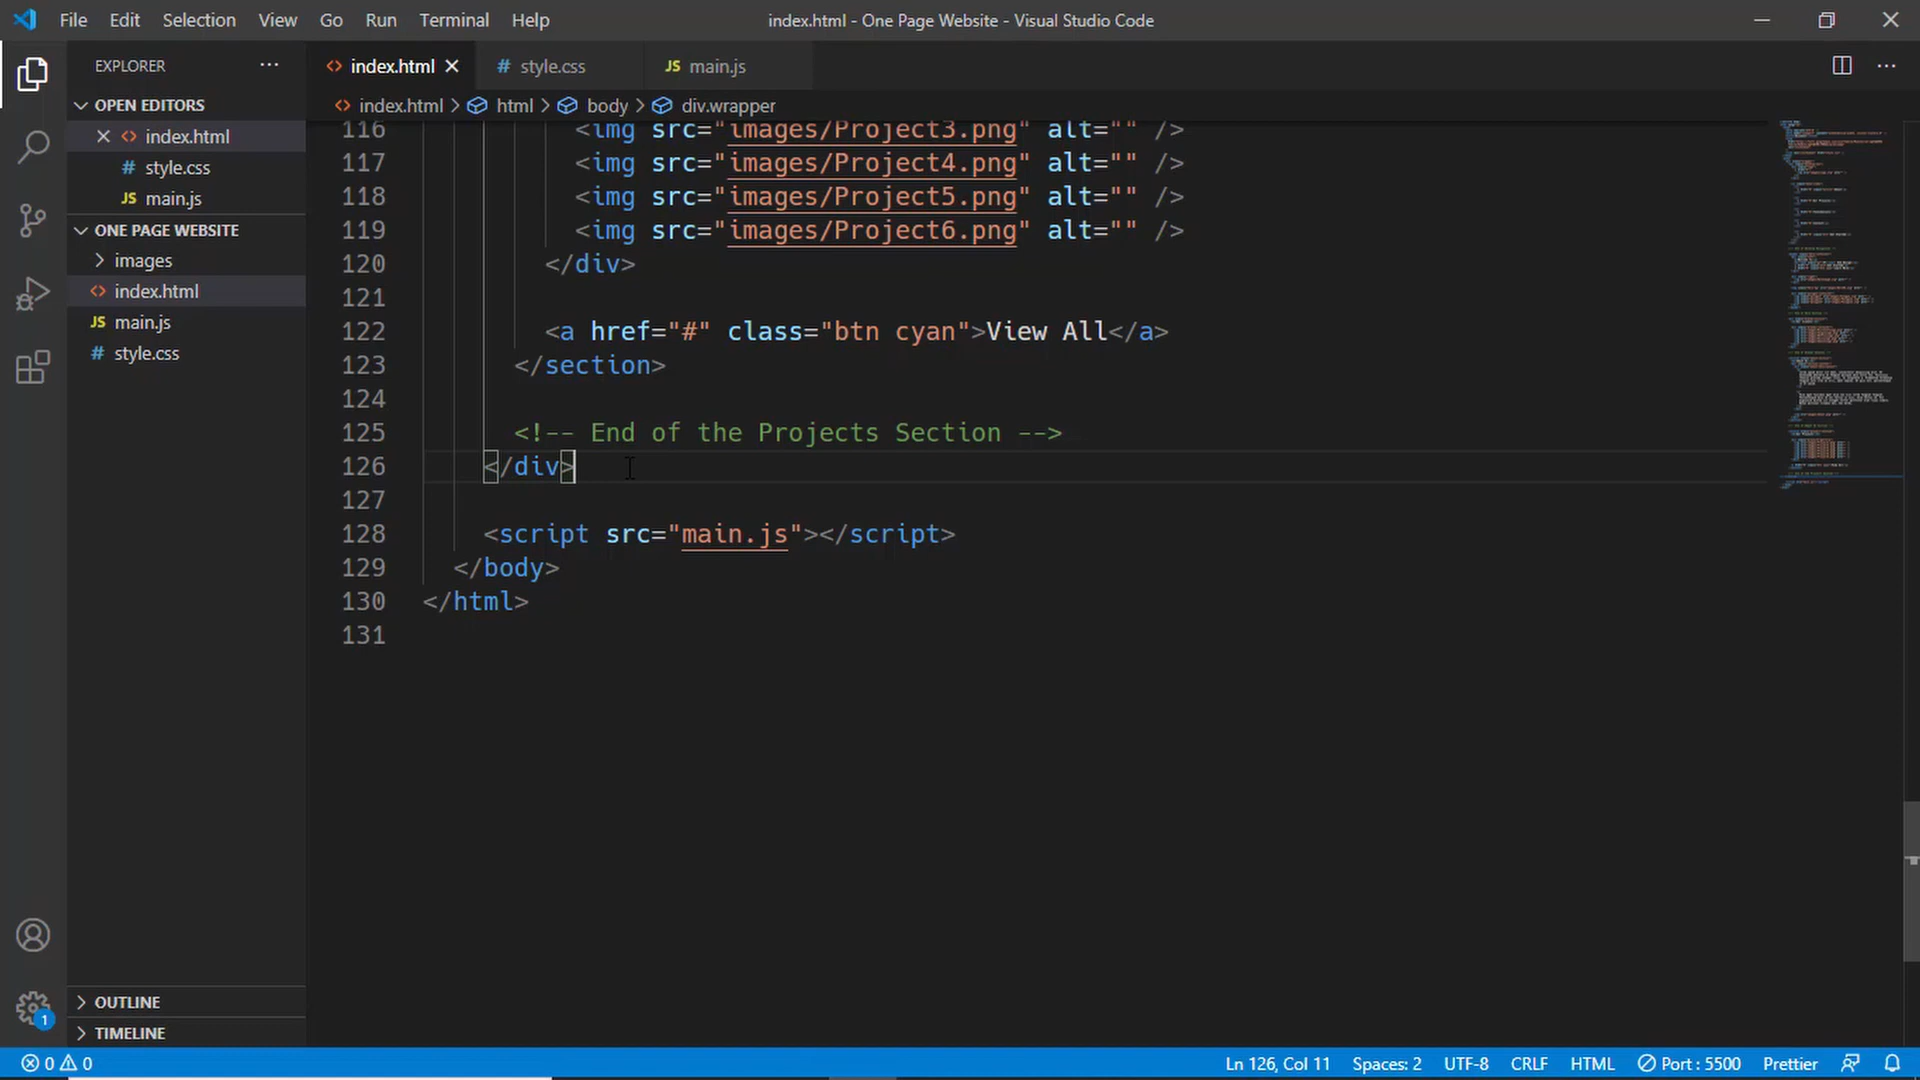 File Edit Selection View Go Run Terminal Help
index.html - One Page Website - Visual Studio Code
EXPLORER
OPEN EDITORS
index.html
style.css
main.js
ONE PAGE WEBSITE
images
index.html
main.js
style.css
OUTLINE
TIMELINE
1
index.html style.css main.js
index.html > html > body > div.wrapper
116 <img src="images/Project3.png" alt="" />
117 <img src="images/Project4.png" alt="" />
118 <img src="images/Project5.png" alt="" />
119 <img src="images/Project6.png" alt="" />
120 </div>
121
122 <a href="#" class="btn cyan">View All</a>
123 </section>
124
125 <!-- End of the Projects Section -->
126 </div>
127
128 <script src="main.js"></script>
129 </body>
130 </html>
131
0 0 Ln 126, Col 11 Spaces: 2 UTF-8 CRLF HTML Port : 5500 Prettier